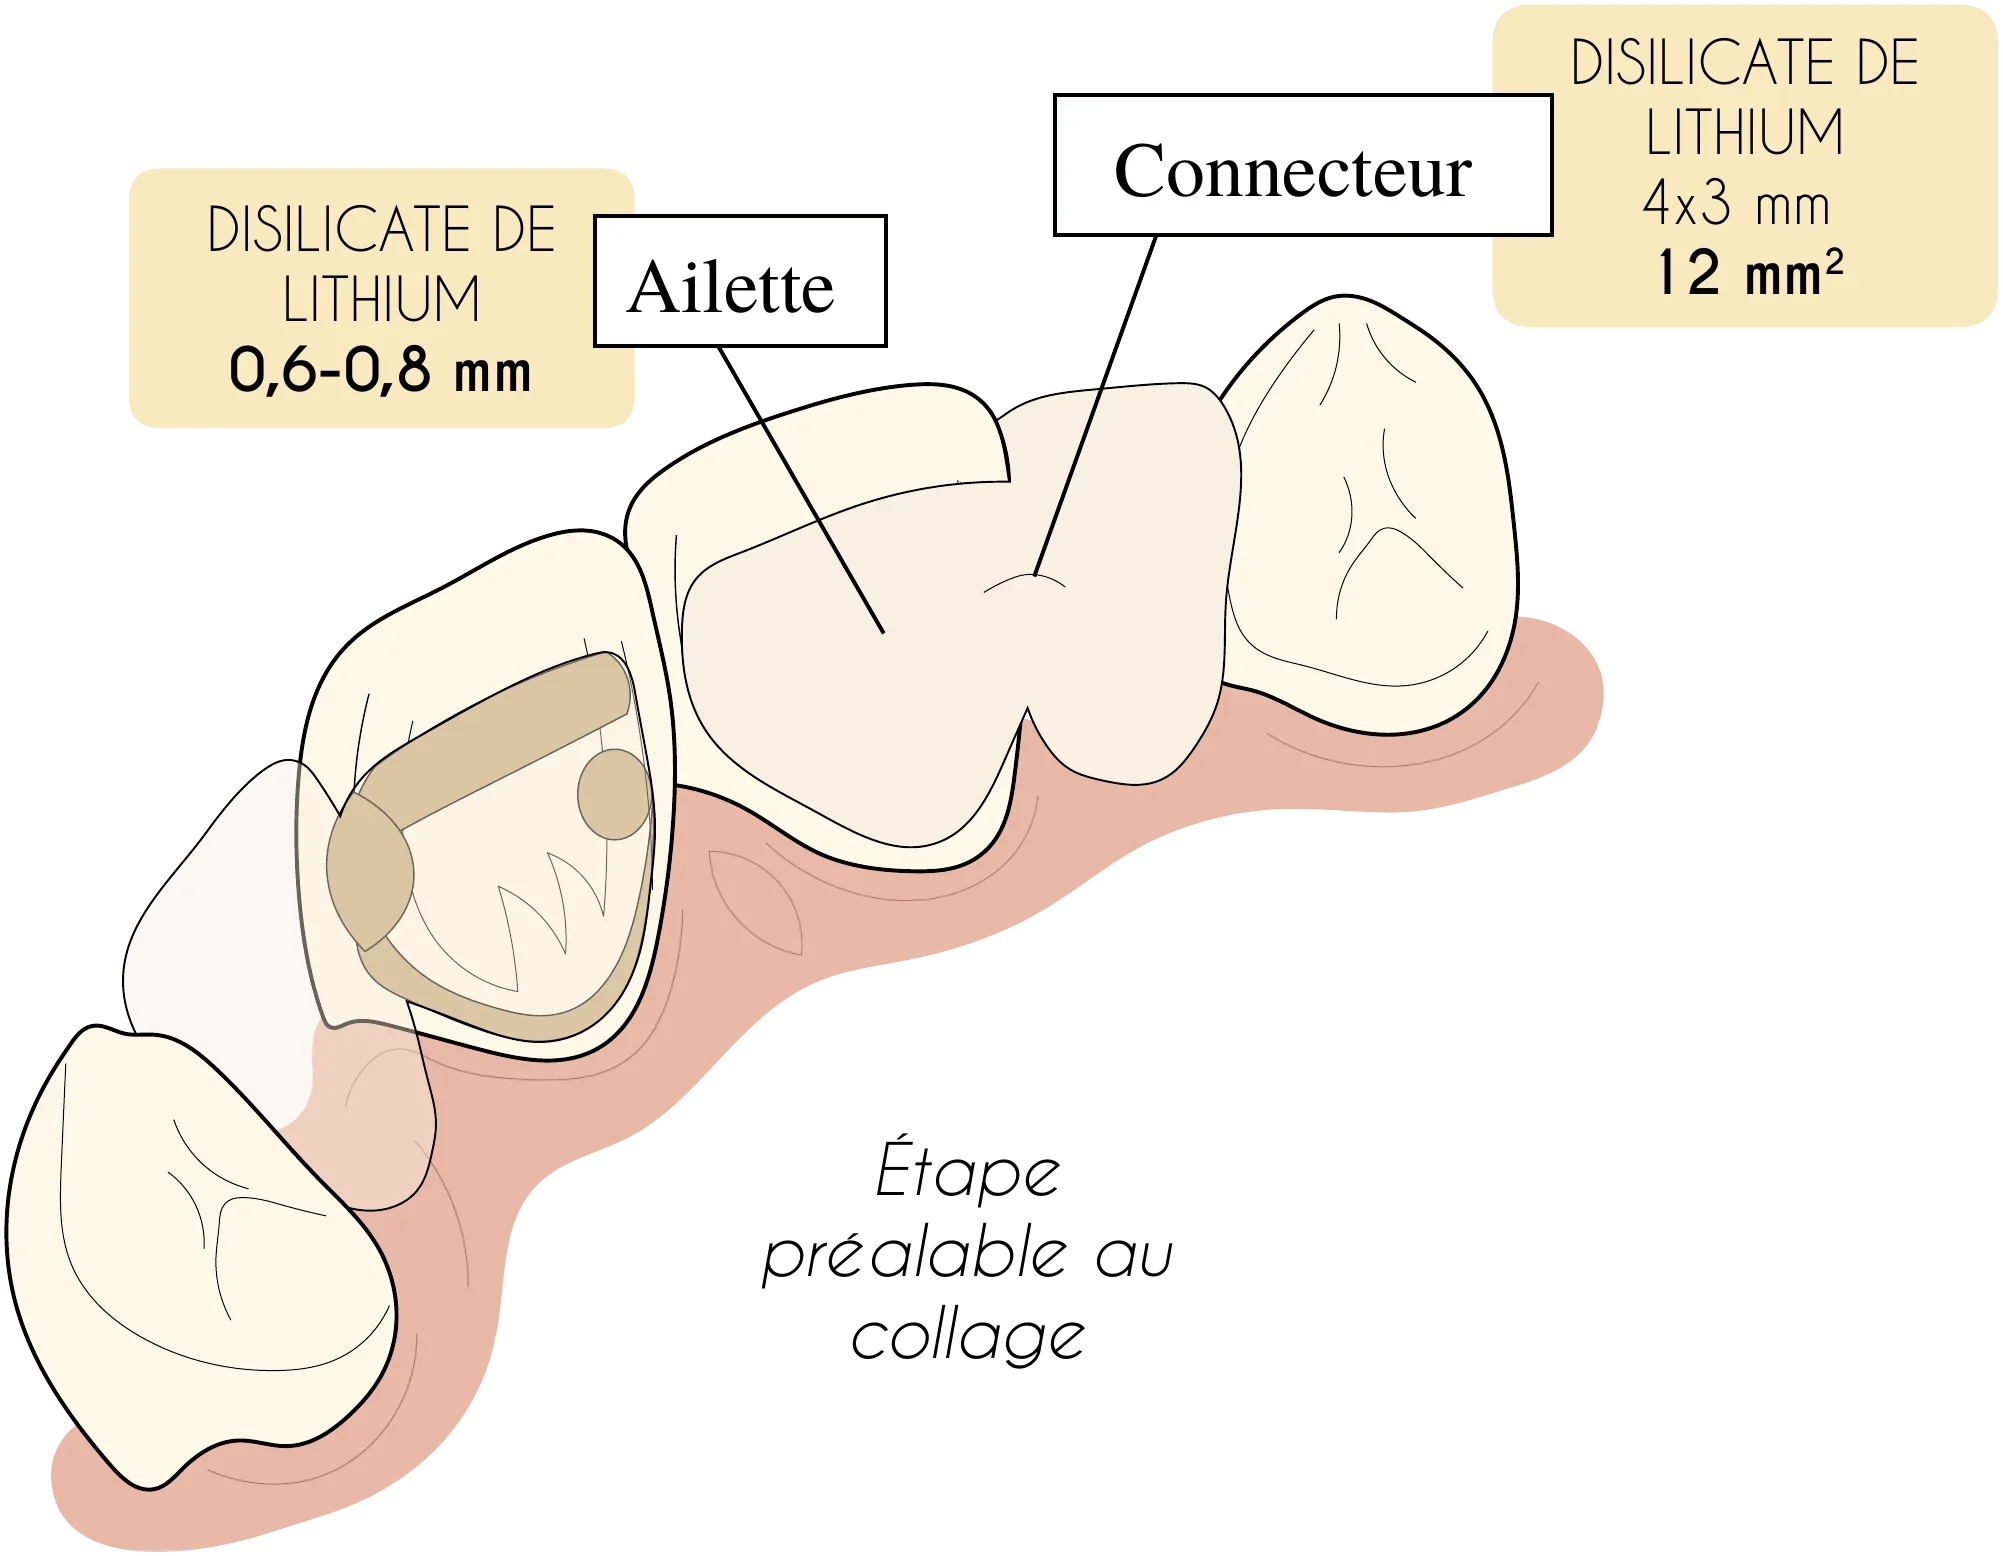 DISILICATE DE
LITHIUM
4x3 mm
12 mm²
Connecteur
DISILICATE DE
LITHIUM
0,6-0,8 mm
Ailette
Étape
préalable au
collage